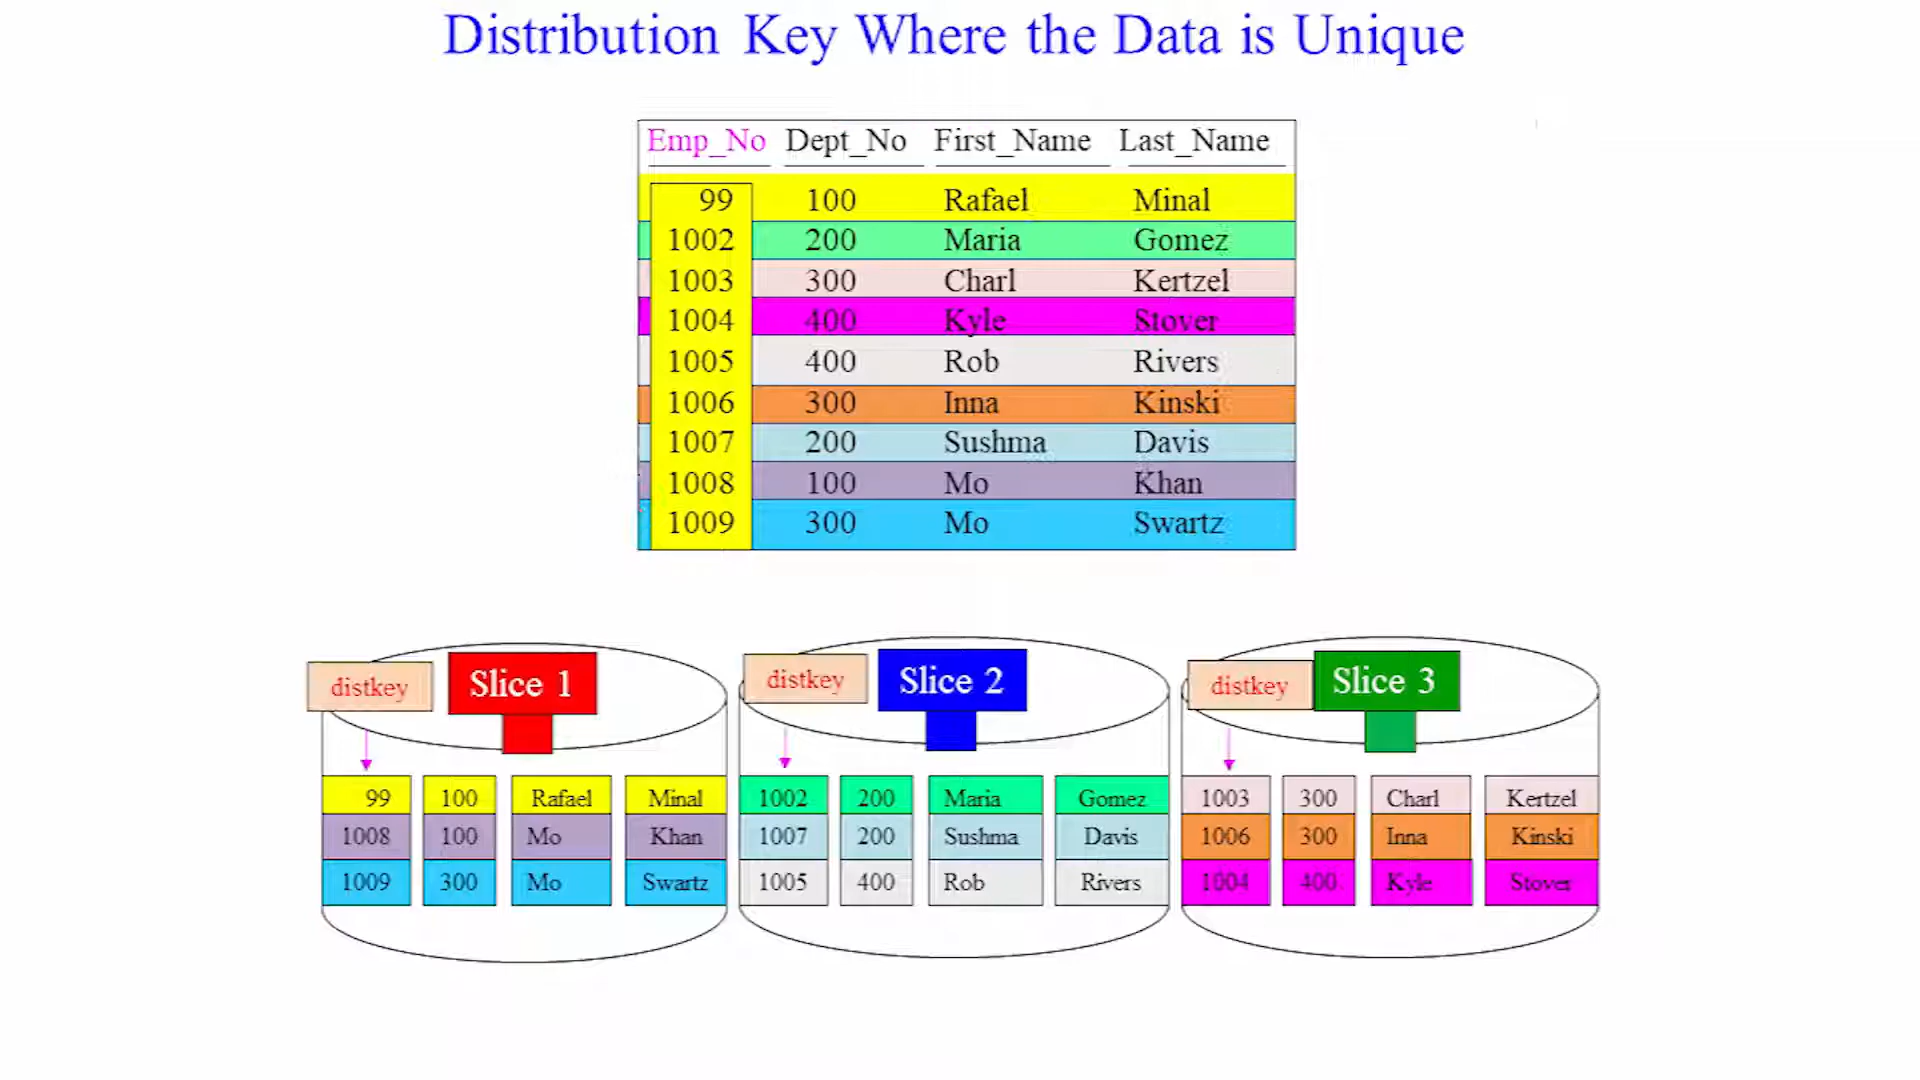 Distribution Key Where the Data is Unique
Emp_No Dept_No First_Name Last_Name
99 100 Rafael Minal
1002 200 Maria Gomez
1003 300 Charl Kertzel
1004 400 Kyle Stover
1005 400 Rob Rivers
1006 300 Inna Kinski
1007 200 Sushma Davis
1008 100 Mo Khan
1009 300 Mo Swartz
distkey Slice 1
99 100 Rafael Minal
1008 100 Mo Khan
1009 300 Mo Swartz
distkey Slice 2
1002 200 Maria Gomez
1007 200 Sushma Davis
1005 400 Rob Rivers
distkey Slice 3
1003 300 Charl Kertzel
1006 300 Inna Kinski
1004 400 Kyle Stover